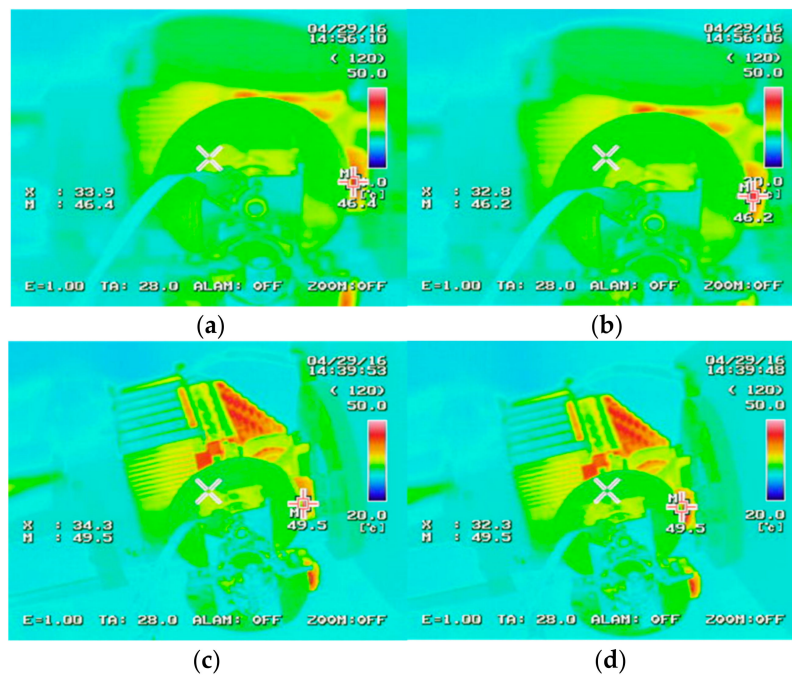 04/29/16
14:56:10
( 120)
50.0
X : 33.9
M : 46.4
M
[℃]
46.4
E=1.00 TA: 28.0 ALAM: OFF ZOOM:OFF
(a)
04/29/16
14:56:06
( 120)
50.0
X : 32.8
M : 46.2
M
46.2
E=1.00 TA: 28.0 ALAM: OFF ZOOM:OFF
(b)
04/29/16
14:39:53
( 120)
50.0
X : 34.3
M : 49.5
M
49.5
20.0
[℃]
E=1.00 TA: 28.0 ALAM: OFF ZOOM:OFF
(c)
04/29/16
14:39:48
( 120)
50.0
X : 32.3
M : 49.5
M
49.5
20.0
[℃]
E=1.00 TA: 28.0 ALAM: OFF ZOOM:OFF
(d)